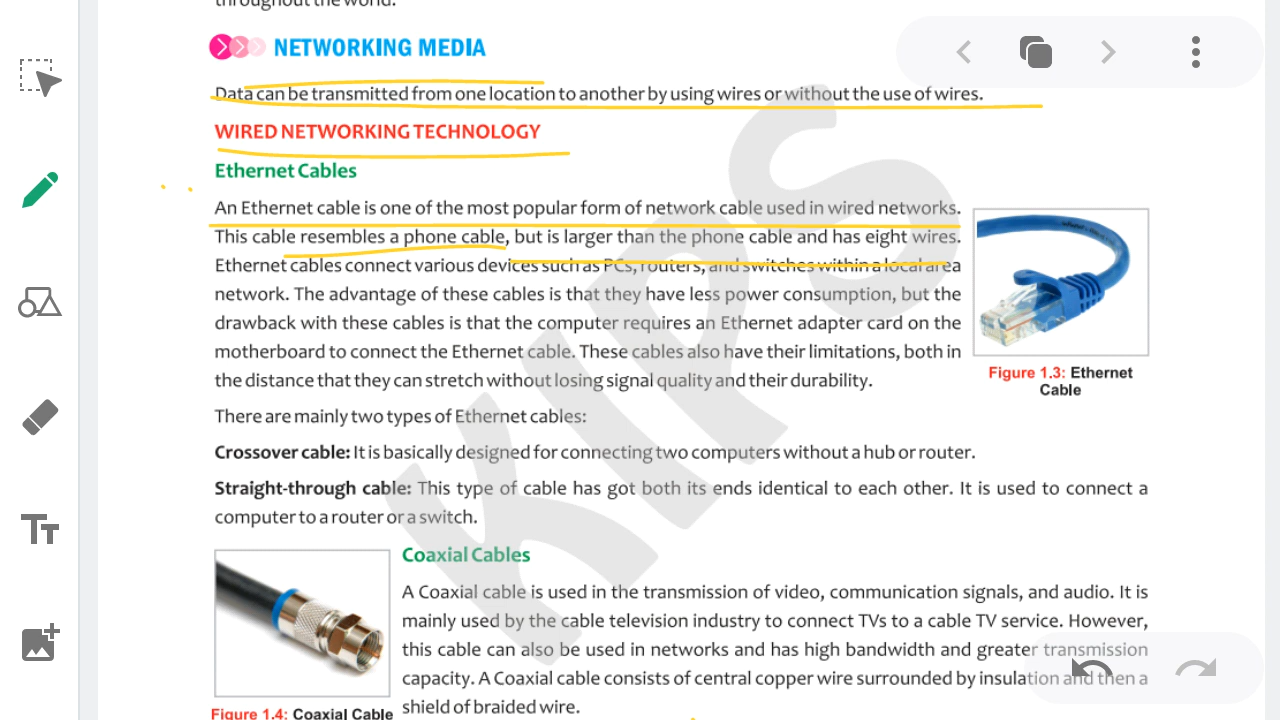 throughout the world.
NETWORKING MEDIA
Data can be transmitted from one location to another by using wires or without the use of wires.
WIRED NETWORKING TECHNOLOGY
Ethernet Cables
An Ethernet cable is one of the most popular form of network cable used in wired networks.
This cable resembles a phone cable, but is larger than the phone cable and has eight wires.
Ethernet cables connect various devices such as PCs, routers, and switches within a local area
network. The advantage of these cables is that they have less power consumption, but the
drawback with these cables is that the computer requires an Ethernet adapter card on the
motherboard to connect the Ethernet cable. These cables also have their limitations, both in
the distance that they can stretch without losing signal quality and their durability.
Figure 1.3: Ethernet
Cable
There are mainly two types of Ethernet cables:
Crossover cable: It is basically designed for connecting two computers without a hub or router.
Straight-through cable: This type of cable has got both its ends identical to each other. It is used to connect a
computer to a router or a switch.
Coaxial Cables
A Coaxial cable is used in the transmission of video, communication signals, and audio. It is
mainly used by the cable television industry to connect TVs to a cable TV service. However,
this cable can also be used in networks and has high bandwidth and greater transmission
capacity. A Coaxial cable consists of central copper wire surrounded by insulation and then a
shield of braided wire.
Figure 1.4: Coaxial Cable
KIPS
TT